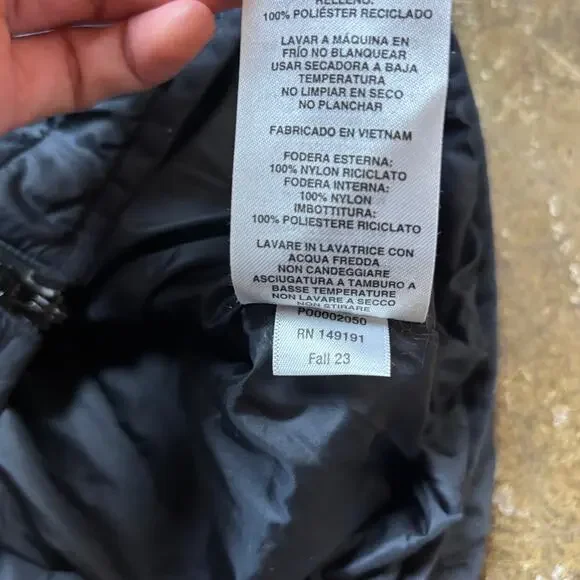 RELLENO:
100% POLIÉSTER RECICLADO
LAVAR A MÁQUINA EN
FRÍO NO BLANQUEAR
USAR SECADORA A BAJA
TEMPERATURA
NO LIMPIAR EN SECO
NO PLANCHAR
FABRICADO EN VIETNAM
FODERA ESTERNA:
100% NYLON RICICLATO
FODERA INTERNA:
100% NYLON
IMBOTTITURA:
100% POLIESTERE RICICLATO
LAVARE IN LAVATRICE CON
ACQUA FREDDA
NON CANDEGGIARE
ASCIUGATURA A TAMBURO A
BASSE TEMPERATURE
NON LAVARE A SECCO
NON STIRARE
PO0002050
RN 149191
Fall 23